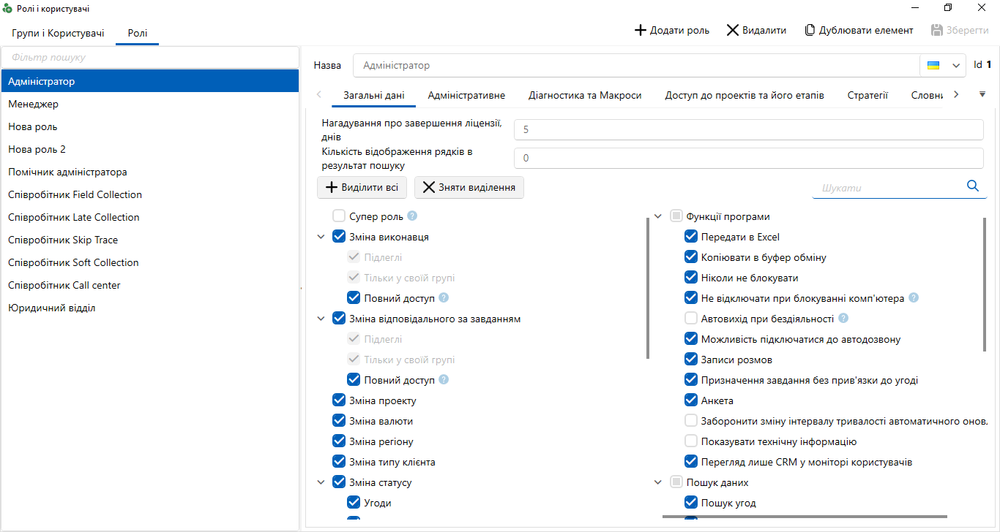 Ролі і користувачі
Групи і Користувачі
Ролі
Додати роль
Видалити
Дублювати елемент
Зберегти
Фільтр пошуку
Адміністратор
Менеджер
Нова роль
Нова роль 2
Помічник адміністратора
Співробітник Field Collection
Співробітник Late Collection
Співробітник Skip Trace
Співробітник Soft Collection
Співробітник Call center
Юридичний відділ
Назва
Адміністратор
Id 1
Загальні дані
Адміністративне
Діагностика та Макроси
Доступ до проектів та його етапів
Стратегії
Словни
Нагадування про завершення ліцензії,
днів
5
Кількість відображення рядків в
результат пошуку
0
Виділити всі
Зняти виділення
Шукати
Супер роль ?
Зміна виконавця
Підлеглі
Тільки у своїй групі
Повний доступ ?
Зміна відповідального за завданням
Підлеглі
Тільки у своїй групі
Повний доступ ?
Зміна проекту
Зміна валюти
Зміна регіону
Зміна типу клієнта
Зміна статусу
Угоди
Функції програми
Передати в Excel
Копіювати в буфер обміну
Ніколи не блокувати
Не відключати при блокуванні комп'ютера ?
Автовихід при бездіяльності ?
Можливість підключатися до автодозвону
Записи розмов
Призначення завдання без прив'язки до угоді
Анкета
Заборонити зміну інтервалу тривалості автоматичного онов.
Показувати технічну інформацію
Перегляд лише CRM у моніторі користувачів
Пошук даних
Пошук угод